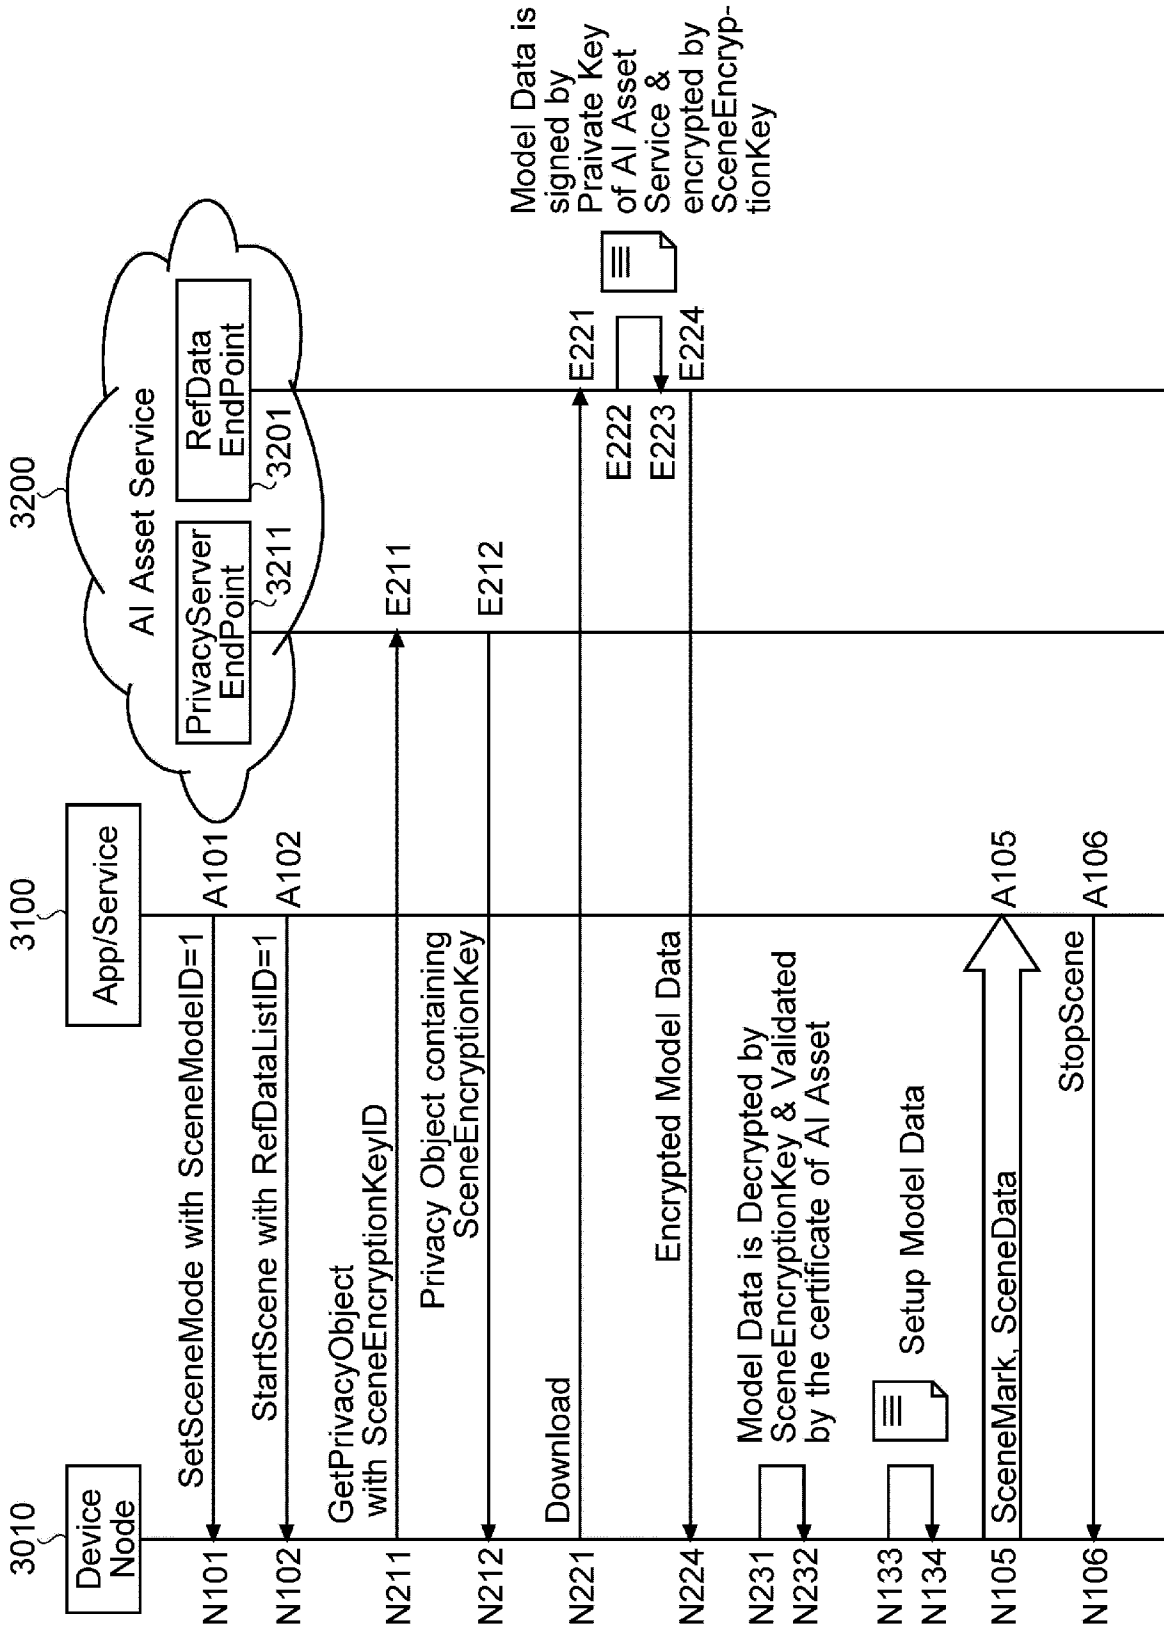 3010
Device
Node
3100
App/Service
3200
AI Asset Service
PrivacyServer
EndPoint
3211
RefData
EndPoint
3201
N101
SetSceneMode with SceneModeID=1
A101
N102
StartScene with RefDataListID=1
A102
N211
GetPrivacyObject
with SceneEncryptionKeyID
E211
N212
Privacy Object containing
SceneEncryptionKey
E212
N221
Download
E221
E222
E223
E224
Model Data is
signed by
Praivate Key
of AI Asset
Service &
encrypted by
SceneEncryp-
tionKey
N224
Encrypted Model Data
N231
N232
Model Data is Decrypted by
SceneEncryptionKey & Validated
by the certificate of AI Asset
N133
N134
Setup Model Data
N105
SceneMark, SceneData
A105
N106
StopScene
A106